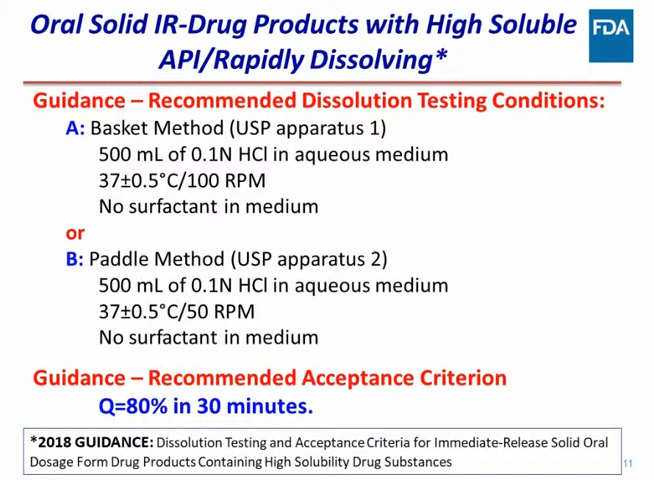 Oral Solid IR-Drug Products with High Soluble
API/Rapidly Dissolving*
FDA
Guidance – Recommended Dissolution Testing Conditions:
A: Basket Method (USP apparatus 1)
500 mL of 0.1N HCl in aqueous medium
37±0.5°C/100 RPM
No surfactant in medium
or
B: Paddle Method (USP apparatus 2)
500 mL of 0.1N HCl in aqueous medium
37±0.5°C/50 RPM
No surfactant in medium
Guidance – Recommended Acceptance Criterion
Q=80% in 30 minutes.
*2018 GUIDANCE: Dissolution Testing and Acceptance Criteria for Immediate-Release Solid Oral
Dosage Form Drug Products Containing High Solubility Drug Substances
11